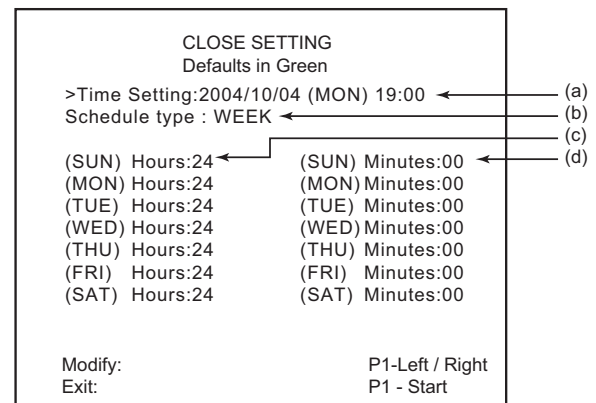 CLOSE SETTING
Defaults in Green
>Time Setting:2004/10/04 (MON) 19:00 (a)
Schedule type : WEEK (b)
(c)
(SUN) Hours:24 (SUN) Minutes:00 (d)
(MON) Hours:24 (MON) Minutes:00
(TUE) Hours:24 (TUE) Minutes:00
(WED) Hours:24 (WED) Minutes:00
(THU) Hours:24 (THU) Minutes:00
(FRI) Hours:24 (FRI) Minutes:00
(SAT) Hours:24 (SAT) Minutes:00
Modify: P1-Left / Right
Exit: P1 - Start